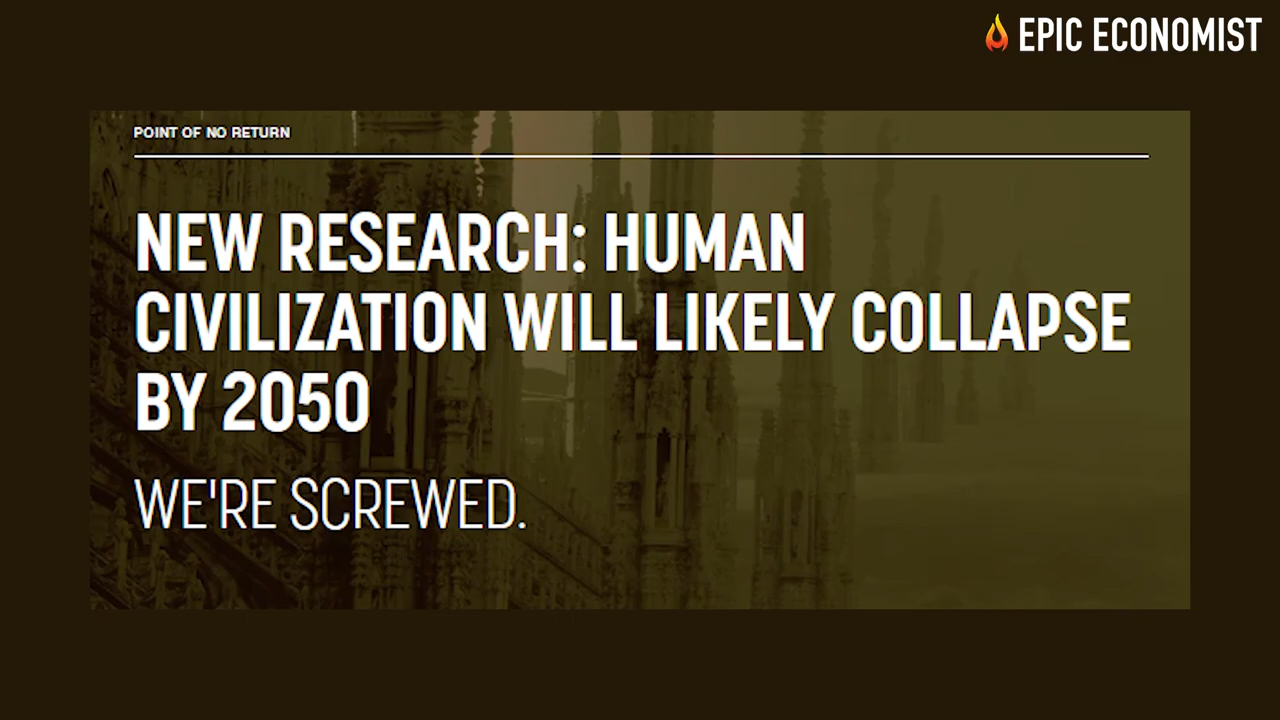 EPIC ECONOMIST
POINT OF NO RETURN
NEW RESEARCH: HUMAN
CIVILIZATION WILL LIKELY COLLAPSE
BY 2050
WE'RE SCREWED.